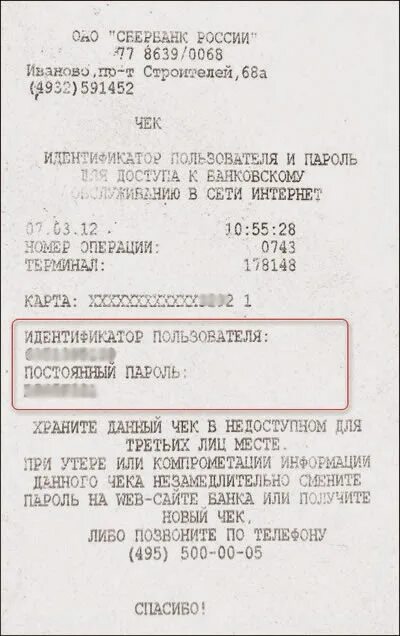 ОАО "СБЕРБАНК РОССИИ"
77 8639/0068
Иваново,пр-т Строителей,68а
(4932)591452
ЧЕК
ИДЕНТИФИКАТОР ПОЛЬЗОВАТЕЛЯ И ПАРОЛЬ
ДЛЯ ДОСТУПА К БАНКОВСКОМУ
ОБСЛУЖИВАНИЮ В СЕТИ ИНТЕРНЕТ
07.03.12 10:55:28
НОМЕР ОПЕРАЦИИ: 0743
ТЕРМИНАЛ: 178148
КАРТА: 1
ИДЕНТИФИКАТОР ПОЛЬЗОВАТЕЛЯ:
ПОСТОЯННЫЙ ПАРОЛЬ:
ХРАНИТЕ ДАННЫЙ ЧЕК В НЕДОСТУПНОМ ДЛЯ
ТРЕТЬИХ ЛИЦ МЕСТЕ.
ПРИ УТЕРЕ ИЛИ КОМПРОМЕТАЦИИ ИНФОРМАЦИИ
ДАННОГО ЧЕКА НЕЗАМЕДЛИТЕЛЬНО СМЕНИТЕ
ПАРОЛЬ НА WEB-САЙТЕ БАНКА ИЛИ ПОЛУЧИТЕ
НОВЫЙ ЧЕК,
ЛИБО ПОЗВОНИТЕ ПО ТЕЛЕФОНУ
(495) 500-00-05
СПАСИБО!